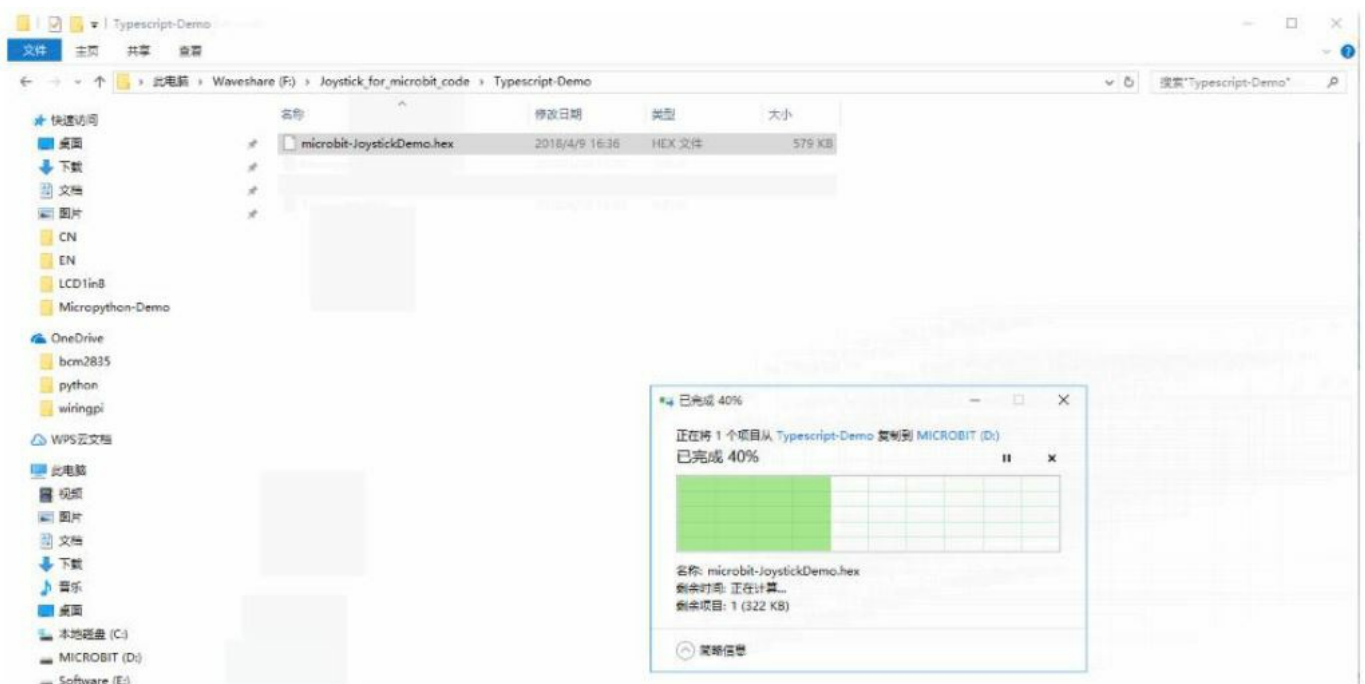 Typescript-Demo
文件 主页 共享 查看
此电脑 › Waveshare (F:) › Joystick_for_microbit_code › Typescript-Demo
搜索"Typescript-Demo"
名称 修改日期 类型 大小
microbit-JoystickDemo.hex 2018/4/9 16:36 HEX 文件 579 KB
快速访问
桌面
下载
文档
图片
CN
EN
LCD1in8
Micropython-Demo
OneDrive
bcm2835
python
wiringpi
WPS云文档
此电脑
视频
图片
文档
下载
音乐
桌面
本地磁盘 (C:)
MICROBIT (D:)
Software (E:)
已完成 40%
正在将 1 个项目从 Typescript-Demo 复制到 MICROBIT (D:)
已完成 40%
名称: microbit-JoystickDemo.hex
剩余时间: 正在计算...
剩余项目: 1 (322 KB)
简略信息